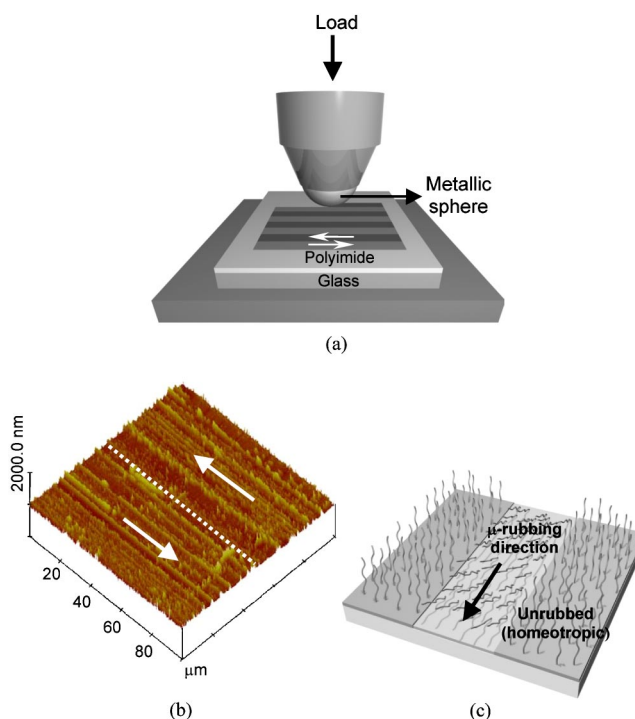 Load
Metallic
sphere
Polyimide
Glass
(a)
2000.0 nm
20
40
60
80
μm
(b)
μ-rubbing
direction
Unrubbed
(homeotropic)
(c)